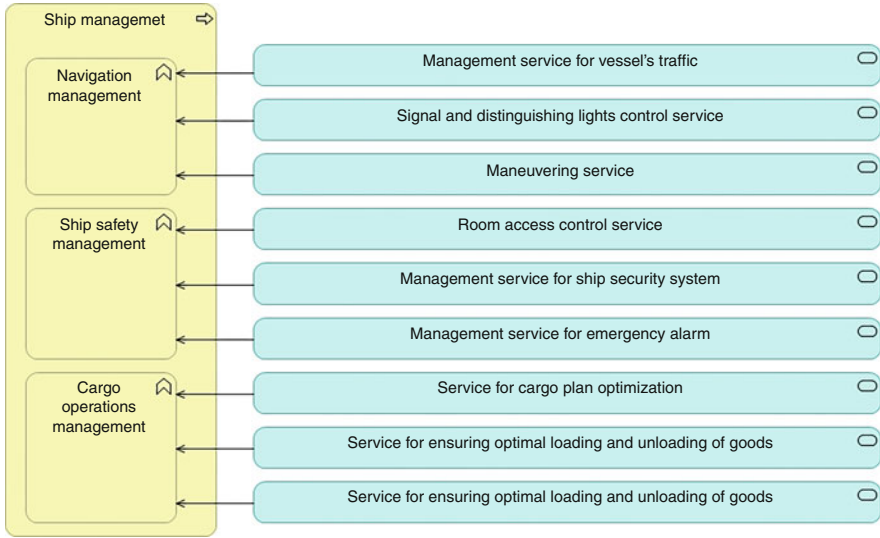 Ship managemet
Navigation
management
Management service for vessel's traffic
Signal and distinguishing lights control service
Maneuvering service
Ship safety
management
Room access control service
Management service for ship security system
Management service for emergency alarm
Cargo
operations
management
Service for cargo plan optimization
Service for ensuring optimal loading and unloading of goods
Service for ensuring optimal loading and unloading of goods